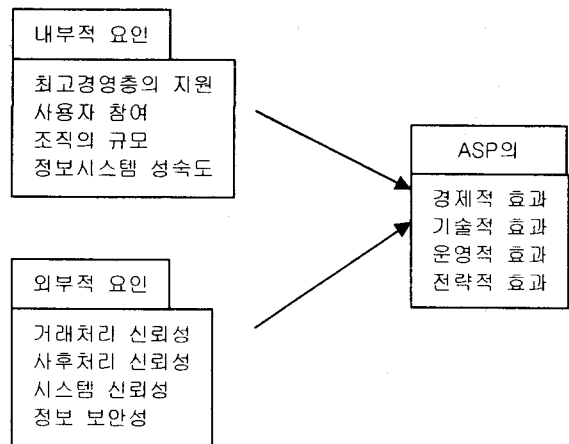 내부적 요인
최고경영층의 지원
사용자 참여
조직의 규모
정보시스템 성숙도
외부적 요인
거래처리 신뢰성
사후처리 신뢰성
시스템 신뢰성
정보 보안성
ASP의
경제적 효과
기술적 효과
운영적 효과
전략적 효과